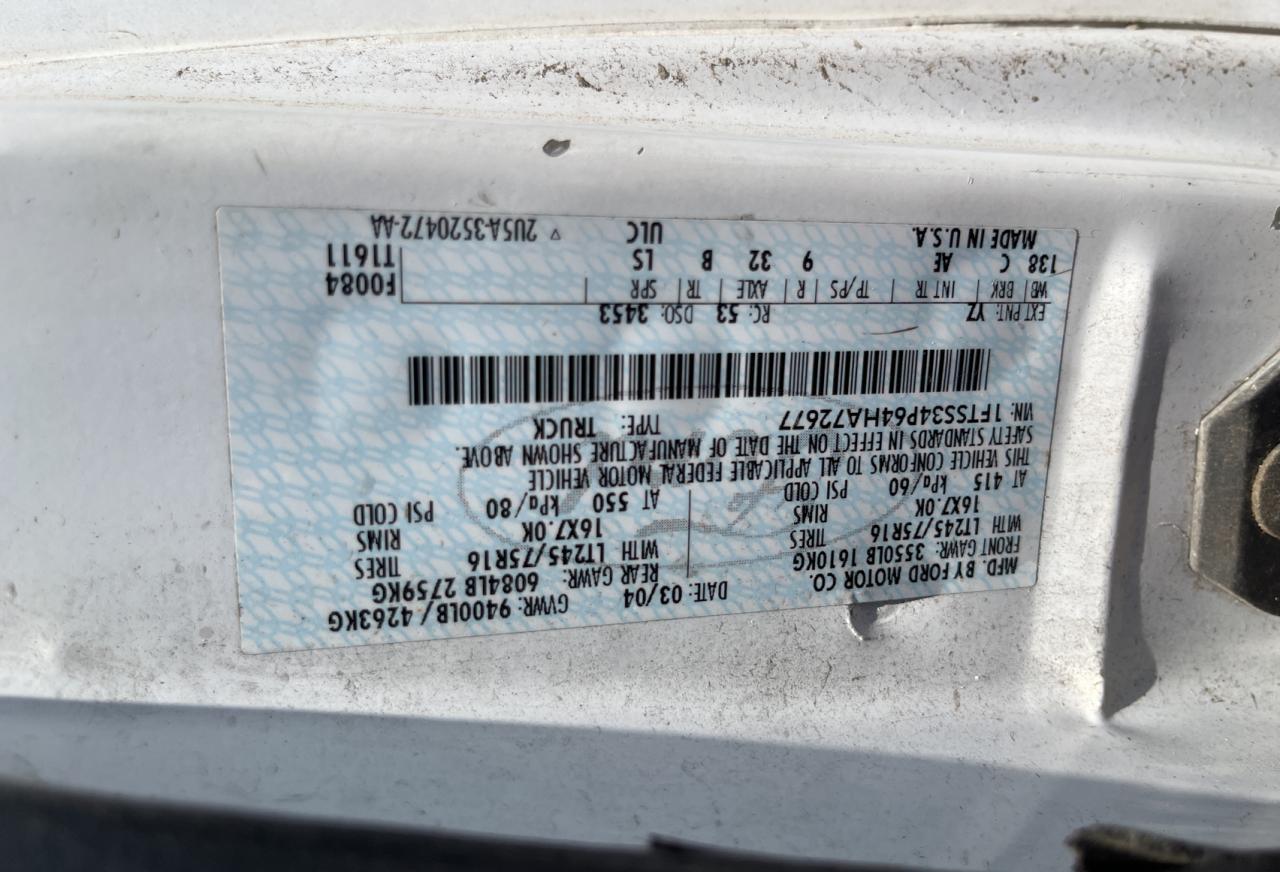 MFD. BY FORD MOTOR CO.
DATE: 03/04 GVWR: 9400LB / 4263KG
FRONT GAWR: 3550LB 1610KG REAR GAWR: 6084LB 2759KG
WITH LT245/75R16 TIRES WITH LT245/75R16 TIRES
16X7.0K RIMS 16X7.0K RIMS
AT 415 kPa/60 PSI COLD AT 550 kPa/80 PSI COLD
THIS VEHICLE CONFORMS TO ALL APPLICABLE FEDERAL MOTOR VEHICLE
SAFETY STANDARDS IN EFFECT ON THE DATE OF MANUFACTURE SHOWN ABOVE.
VIN: 1FTSS34P64HA72677 TYPE: TRUCK
EXT PNT: YZ RC: 53 DSO: 3453
WB BRK INT TR TP/PS R AXLE TR SPR F0084
138 C AE 9 32 B LS T1611
MADE IN U.S.A. ULC ▽ 2U5A-3520472-AA